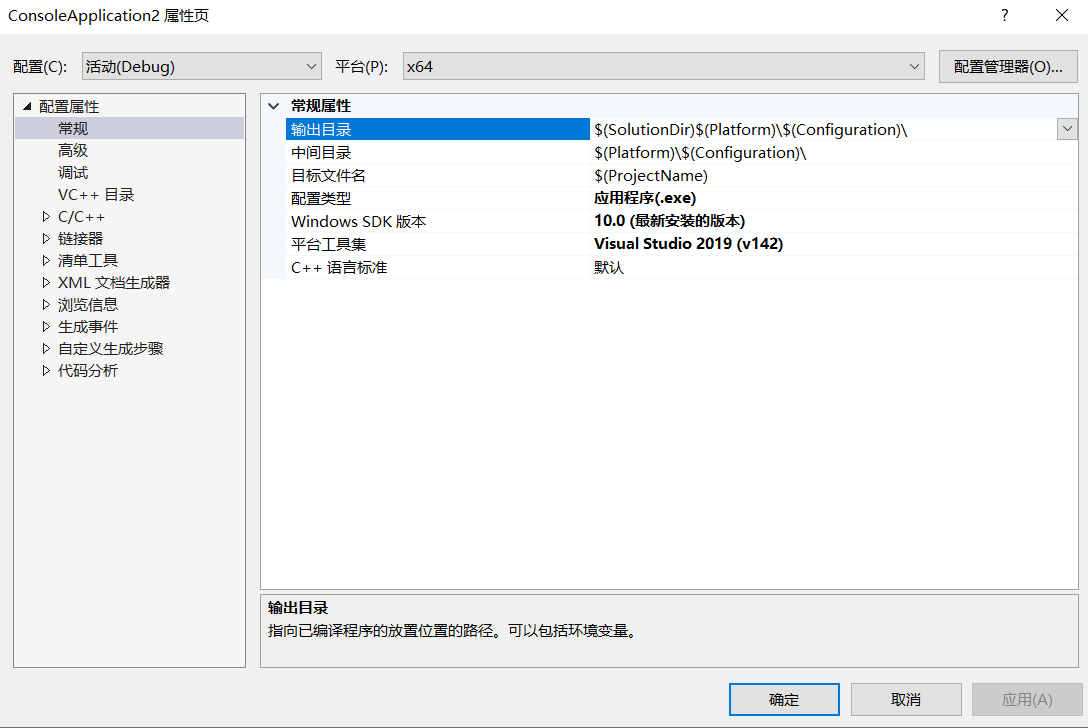 ConsoleApplication2 属性页
?
配置(C): 活动(Debug) 平台(P): x64 配置管理器(O)...
配置属性
常规
高级
调试
VC++ 目录
C/C++
链接器
清单工具
XML 文档生成器
浏览信息
生成事件
自定义生成步骤
代码分析
常规属性
输出目录 $(SolutionDir)$(Platform)\$(Configuration)\
中间目录 $(Platform)\$(Configuration)\
目标文件名 $(ProjectName)
配置类型 应用程序(.exe)
Windows SDK 版本 10.0 (最新安装的版本)
平台工具集 Visual Studio 2019 (v142)
C++ 语言标准 默认
输出目录
指向已编译程序的放置位置的路径。可以包括环境变量。
确定 取消 应用(A)